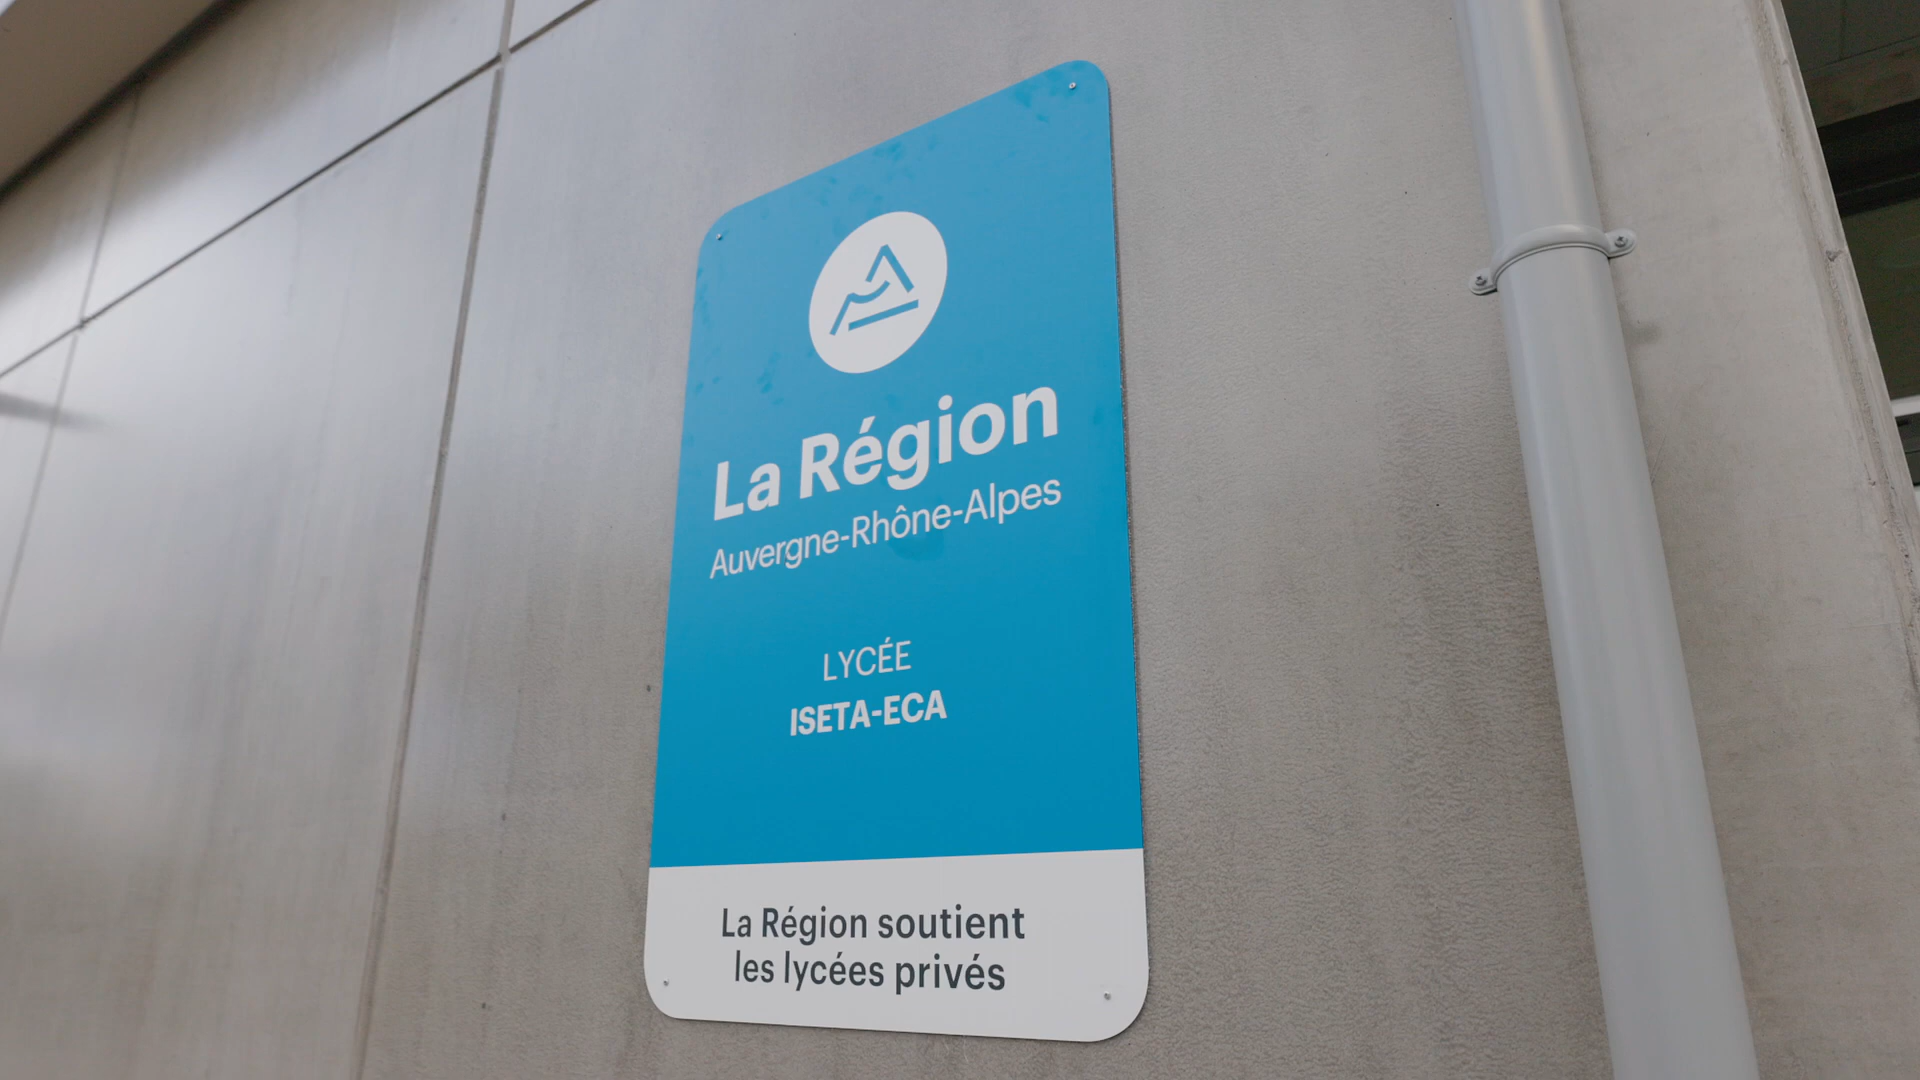 La Région
Auvergne-Rhône-Alpes
LYCÉE
ISETA-ECA
La Région soutient
les lycées privés